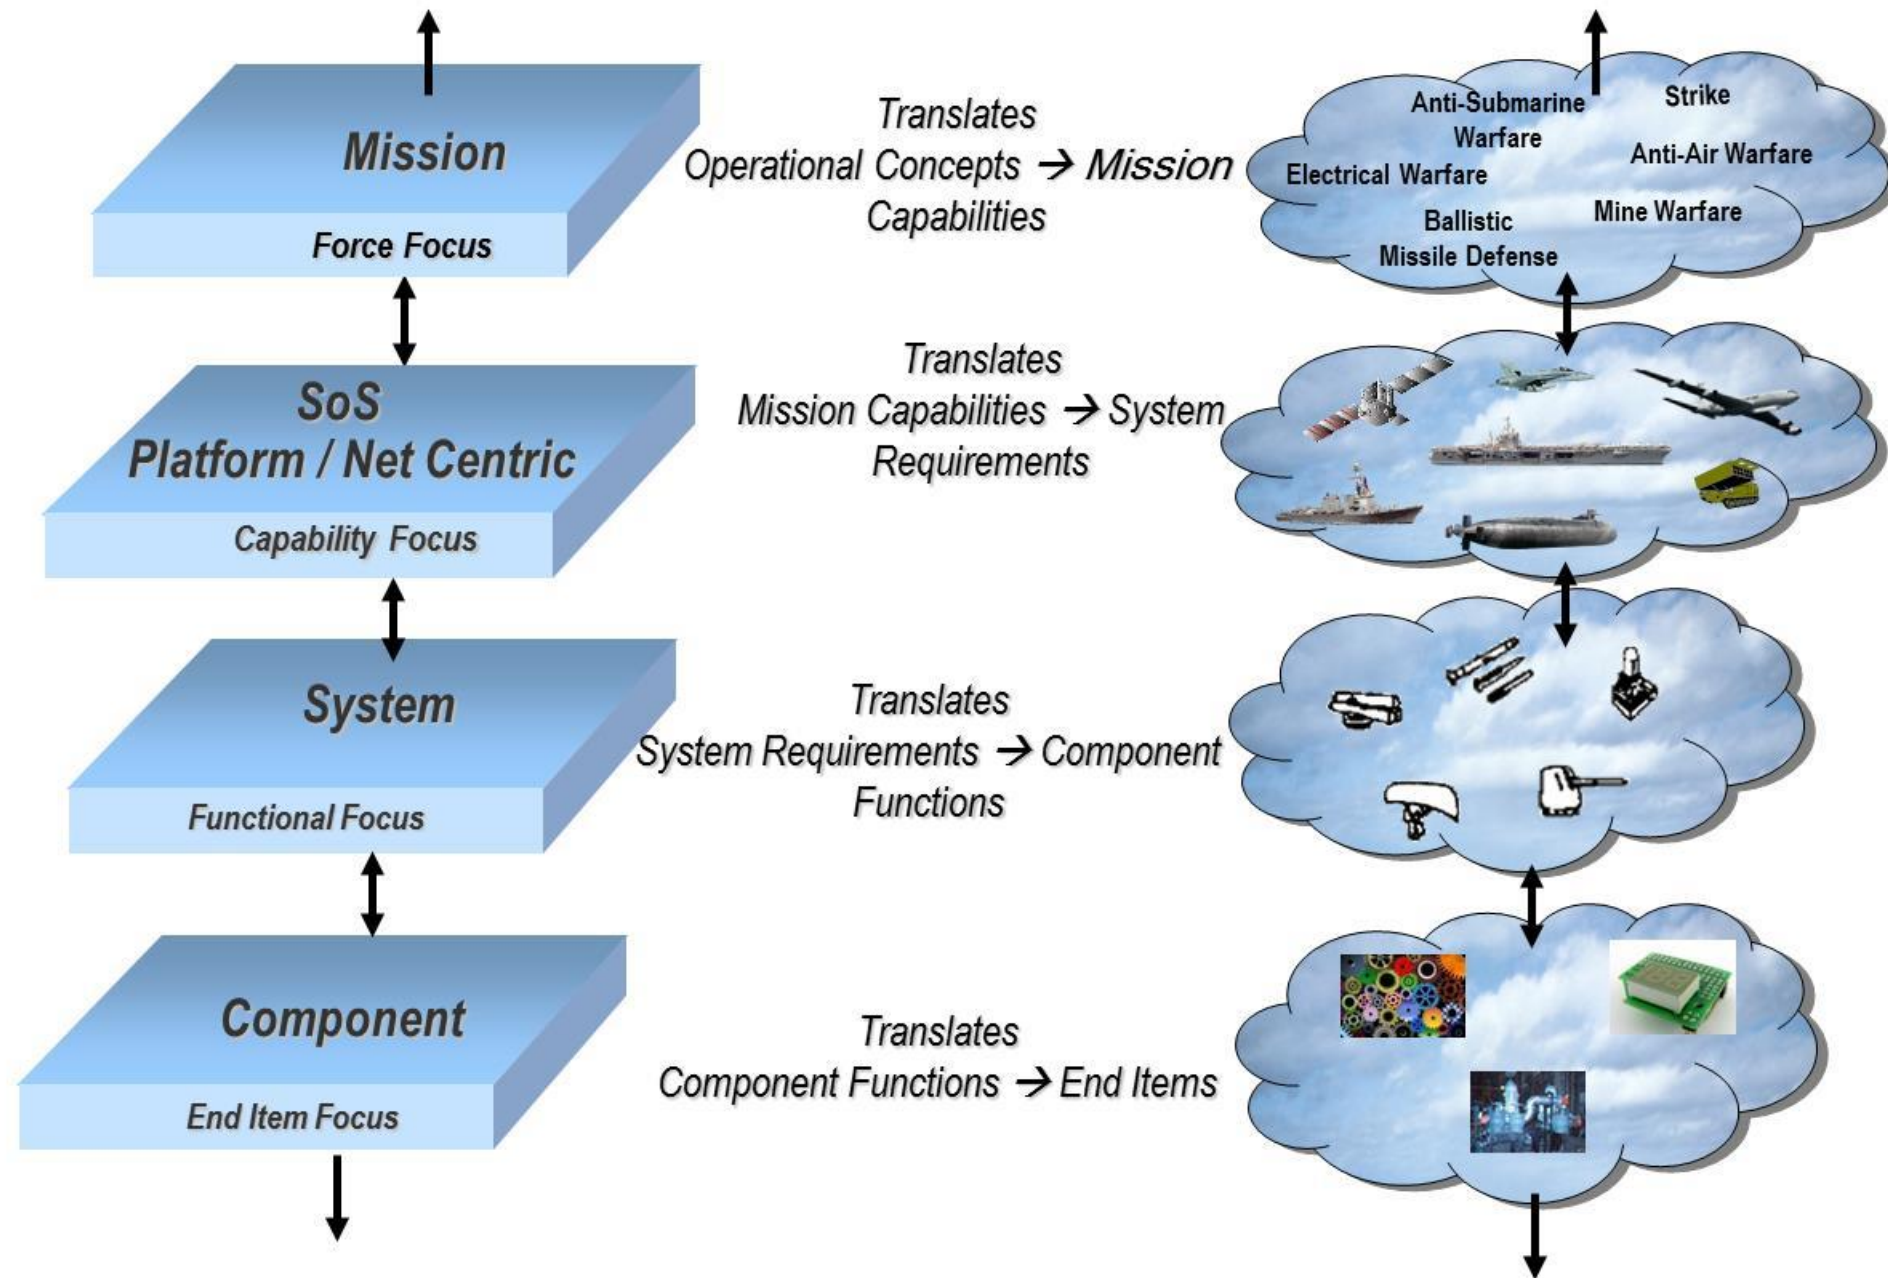 Mission
Force Focus
Translates
Operational Concepts → Mission
Capabilities
Anti-Submarine
Warfare
Strike
Electrical Warfare
Anti-Air Warfare
Ballistic
Missile Defense
Mine Warfare
SoS
Platform / Net Centric
Capability Focus
Translates
Mission Capabilities → System
Requirements
System
Functional Focus
Translates
System Requirements → Component
Functions
Component
End Item Focus
Translates
Component Functions → End Items